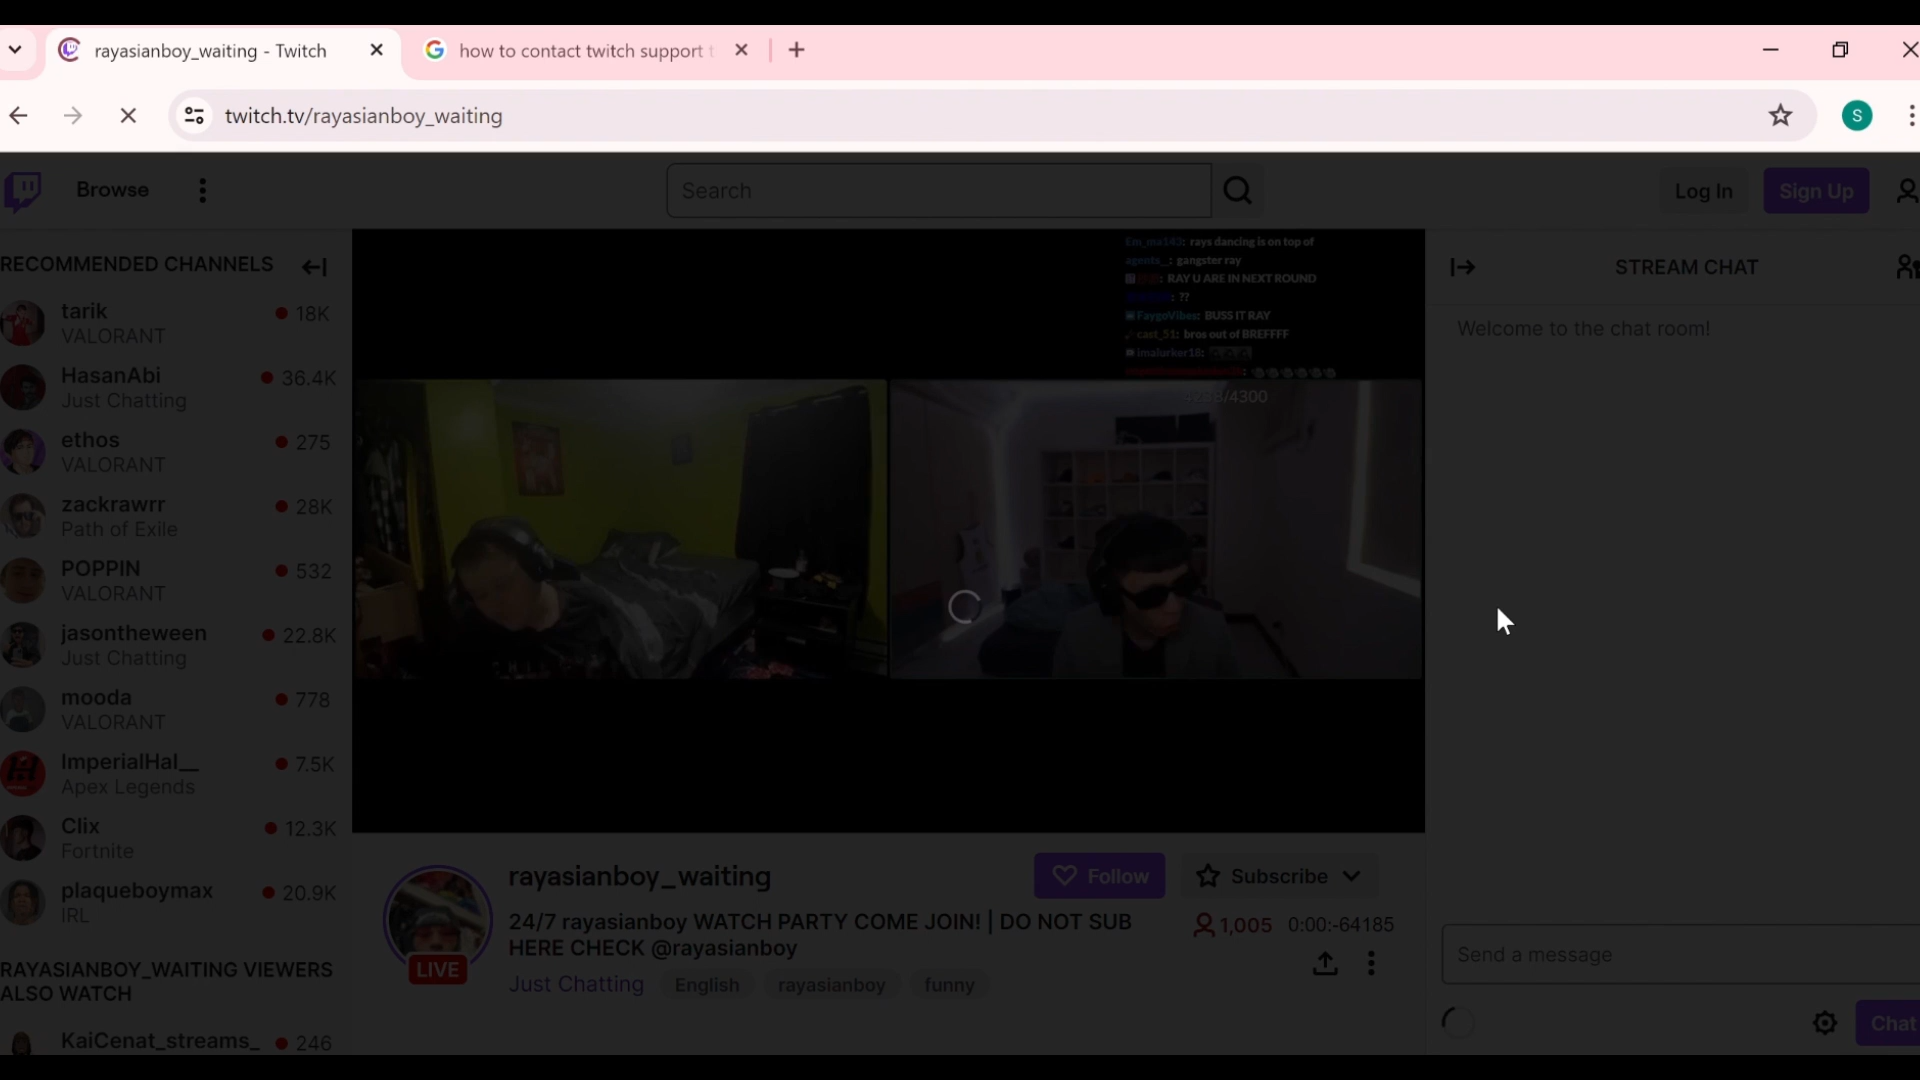 rayasianboy_waiting - Twitch
how to contact twitch support t
twitch.tv/rayasianboy_waiting
S
Browse
Search
Log In
Sign Up
RECOMMENDED CHANNELS
tarik
18K
VALORANT
HasanAbi
36.4K
Just Chatting
ethos
275
VALORANT
zackrawrr
28K
Path of Exile
POPPIN
532
VALORANT
jasontheween
22.8K
Just Chatting
mooda
778
VALORANT
ImperialHal__
7.5K
Apex Legends
Clix
12.3K
Fortnite
plaqueboymax
20.9K
IRL
RAYASIANBOY_WAITING VIEWERS
ALSO WATCH
KaiCenat_streams_
246
Em_ma143: rays dancing is on top of
agents_: gangster ray
: RAY U ARE IN NEXT ROUND
: ??
FaygoVibes: BUSS IT RAY
cast_51: bros out of BREFFFF
imalurker18:
/4300
rayasianboy_waiting
Follow
Subscribe
24/7 rayasianboy WATCH PARTY COME JOIN! | DO NOT SUB
HERE CHECK @rayasianboy
1,005
0:00:-64185
LIVE
Just Chatting
English
rayasianboy
funny
STREAM CHAT
Welcome to the chat room!
Send a message
Chat